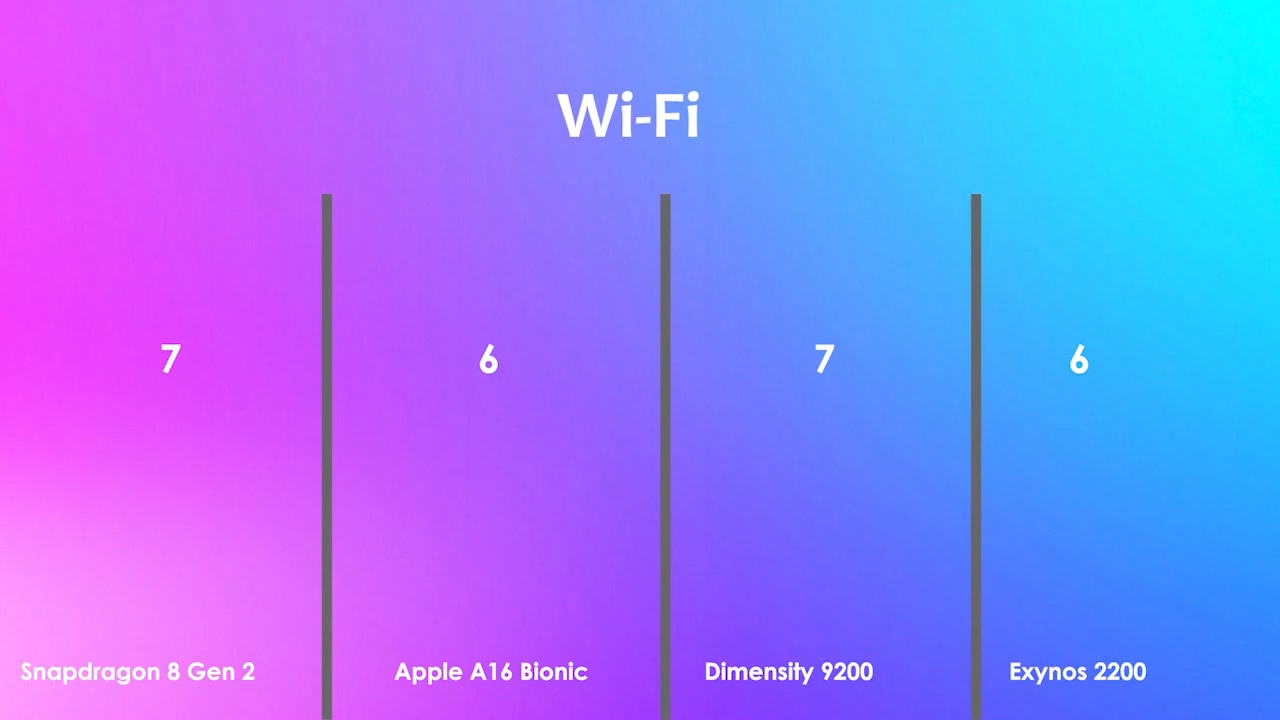 Wi-Fi
7
6
7
6
Snapdragon 8 Gen 2
Apple A16 Bionic
Dimensity 9200
Exynos 2200